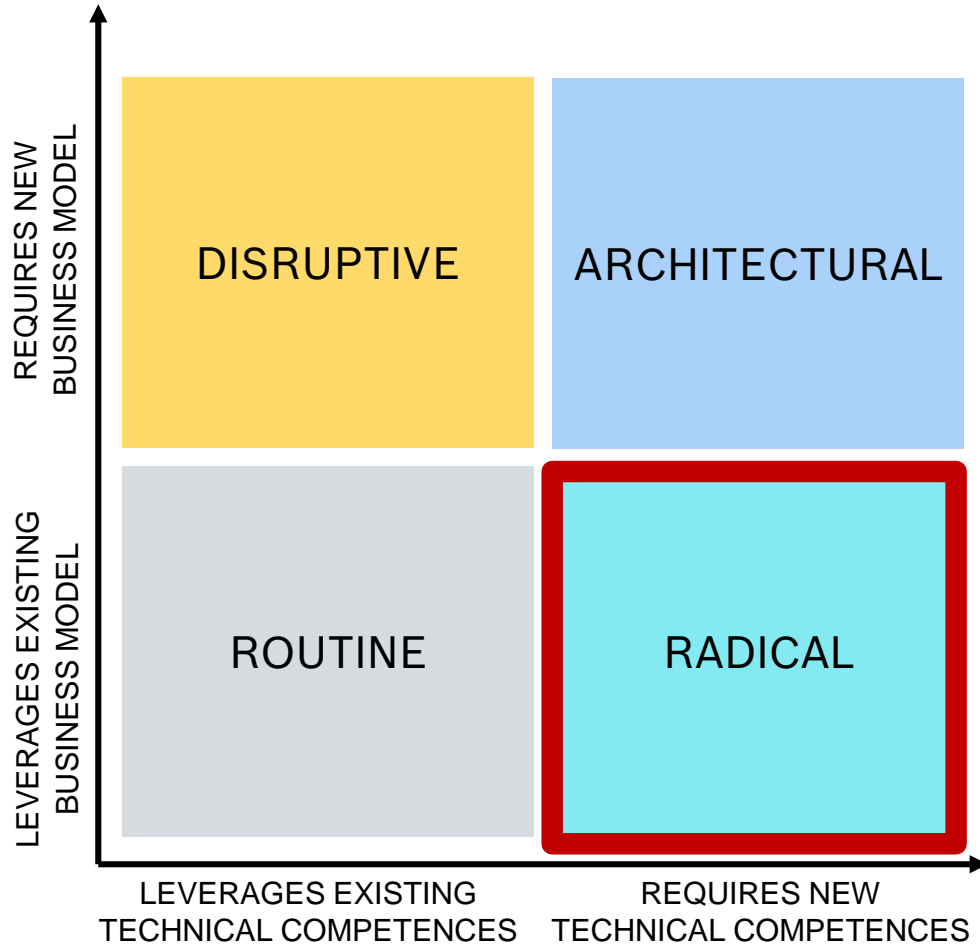 REQUIRES NEW
BUSINESS MODEL
DISRUPTIVE
ARCHITECTURAL
LEVERAGES EXISTING
BUSINESS MODEL
ROUTINE
RADICAL
LEVERAGES EXISTING
TECHNICAL COMPETENCES
REQUIRES NEW
TECHNICAL COMPETENCES